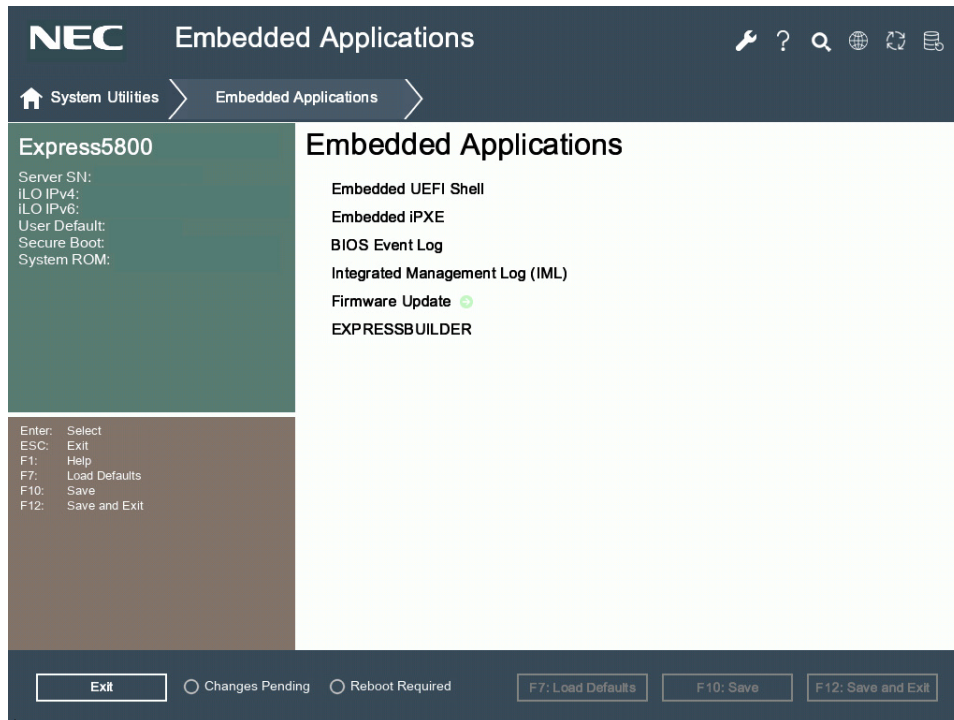 NEC Embedded Applications ?
System Utilities Embedded Applications
Express5800
Server SN:
iLO IPv4:
iLO IPv6:
User Default:
Secure Boot:
System ROM:
Enter: Select
ESC: Exit
F1: Help
F7: Load Defaults
F10: Save
F12: Save and Exit
Embedded Applications
Embedded UEFI Shell
Embedded iPXE
BIOS Event Log
Integrated Management Log (IML)
Firmware Update
EXPRESSBUILDER
Exit Changes Pending Reboot Required F7: Load Defaults F10: Save F12: Save and Exit